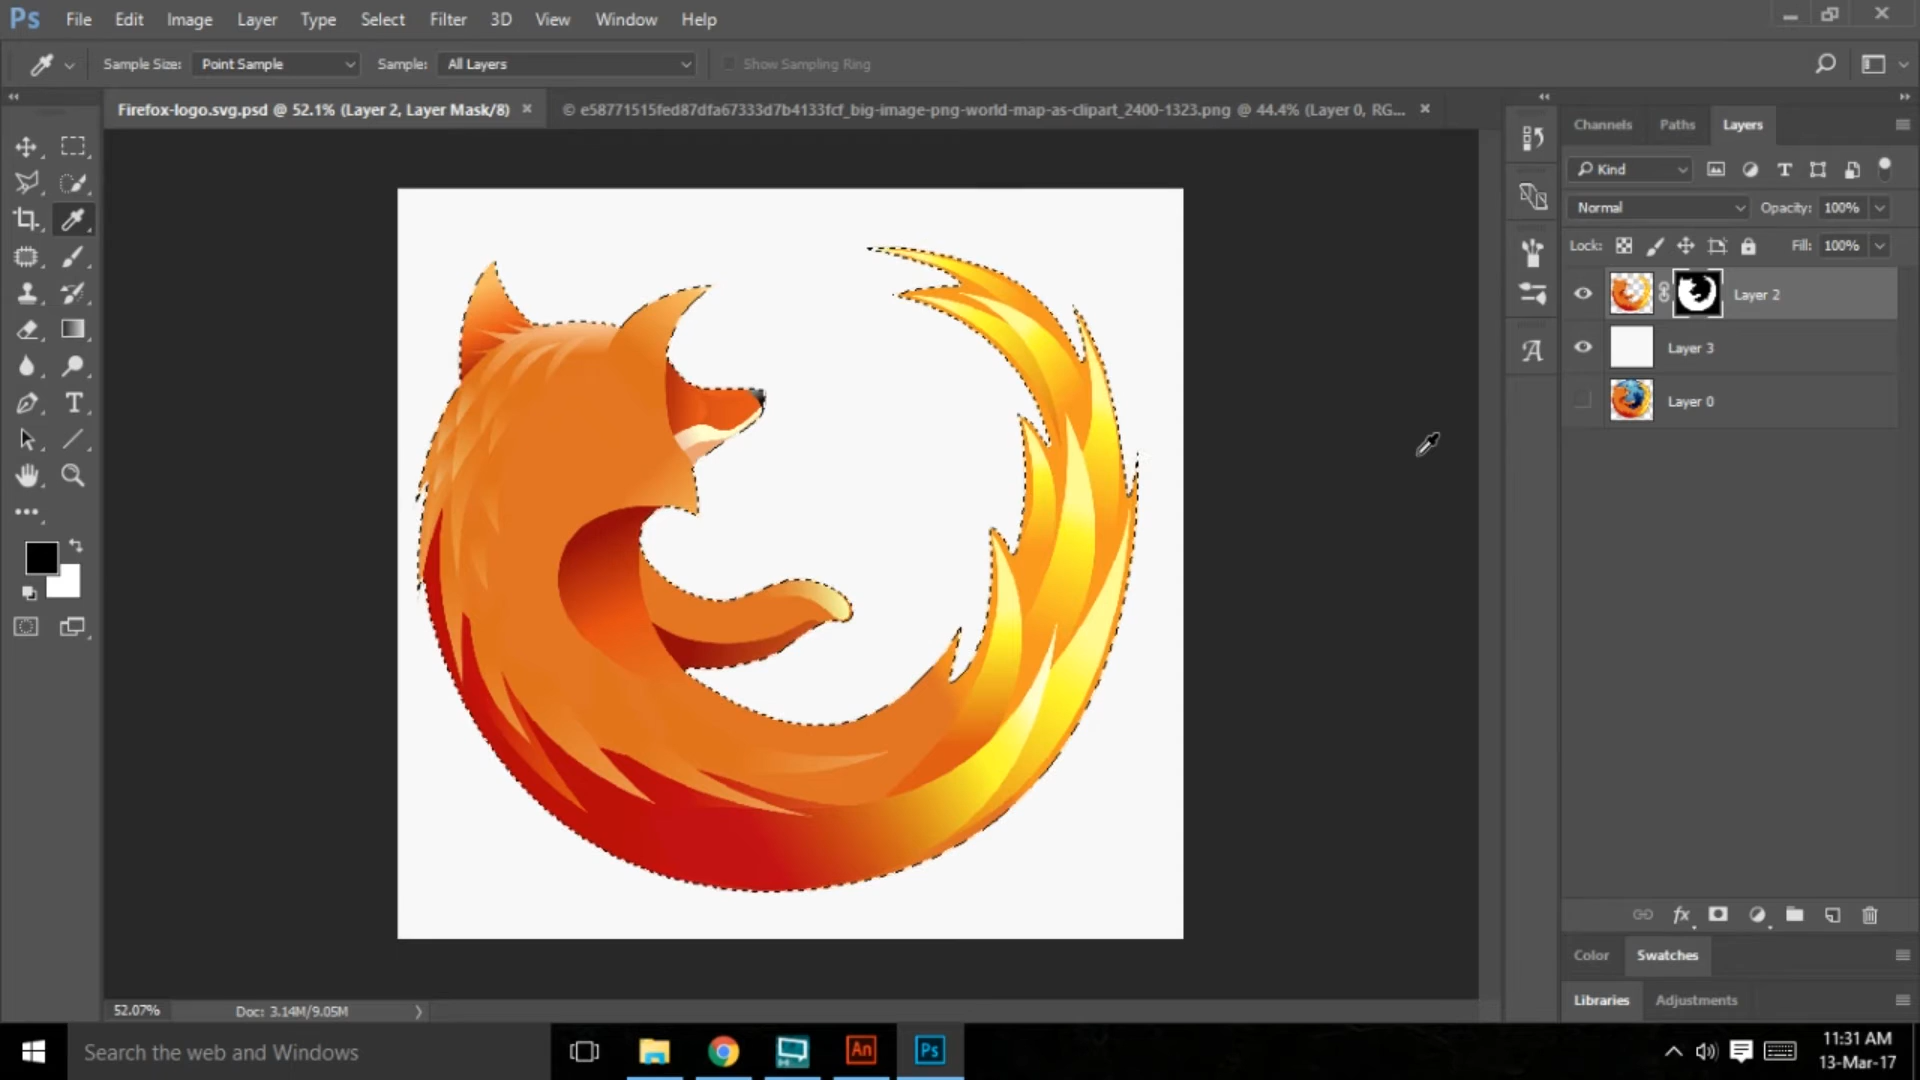 Ps File Edit Image Layer Type Select Filter 3D View Window Help
Sample Size: Point Sample Sample: All Layers Show Sampling Ring
Firefox-logo.svg.psd @ 52.1% (Layer 2, Layer Mask/8) × © e58771515fed87dfa67333d7b4133fcf_big-image-png-world-map-as-clipart_2400-1323.png @ 44.4% (Layer 0, RG... ×
Channels Paths Layers
Kind
Normal Opacity: 100%
Lock: Fill: 100%
Layer 2
Layer 3
Layer 0
fx
Color Swatches
Libraries Adjustments
52.07% Doc: 3.14M/9.05M
Search the web and Windows
An Ps
11:31 AM
13-Mar-17